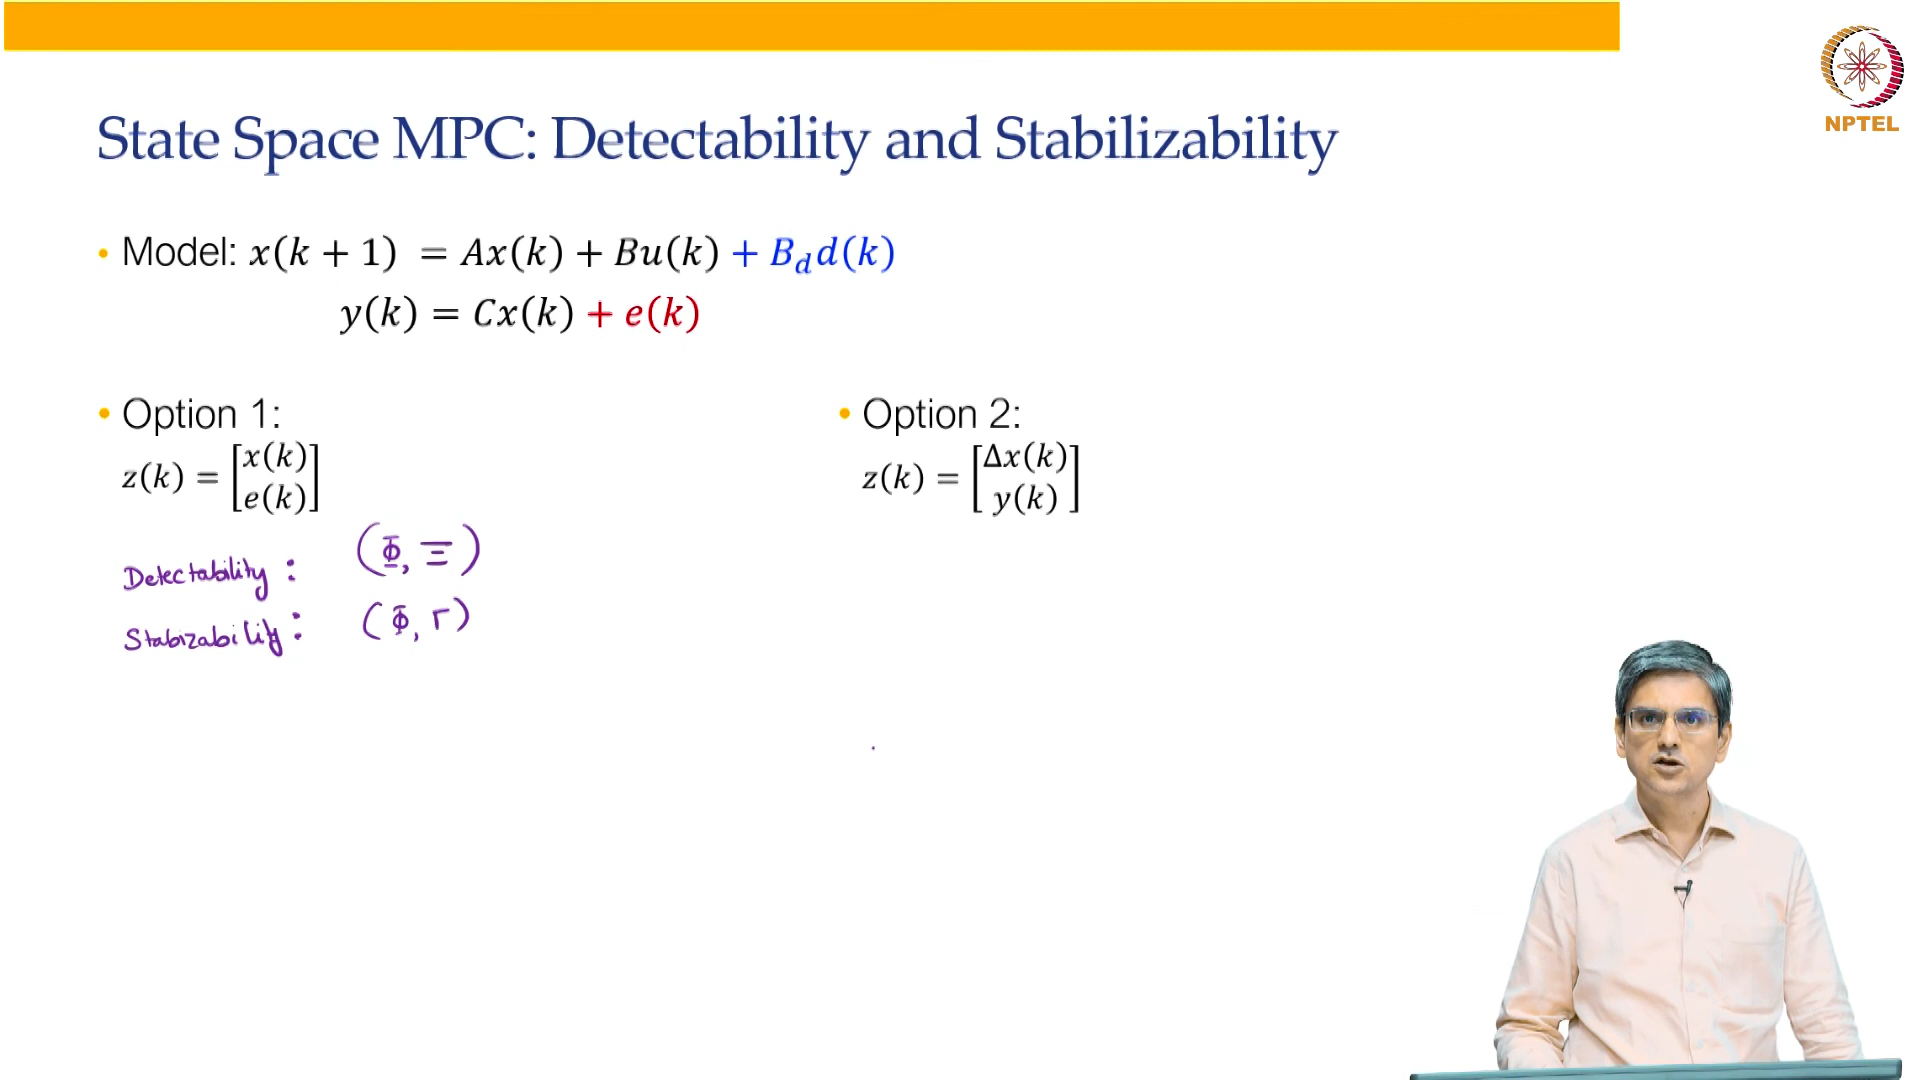 NPTEL
State Space MPC: Detectability and Stabilizability
• Model: x(k + 1) = Ax(k) + Bu(k) + B_d d(k)
y(k) = Cx(k) + e(k)
• Option 1:
z(k) = [x(k) e(k)]
Detectability : (Φ, Ξ)
Stabizability : (Φ, Γ)
• Option 2:
z(k) = [Δx(k) y(k)]